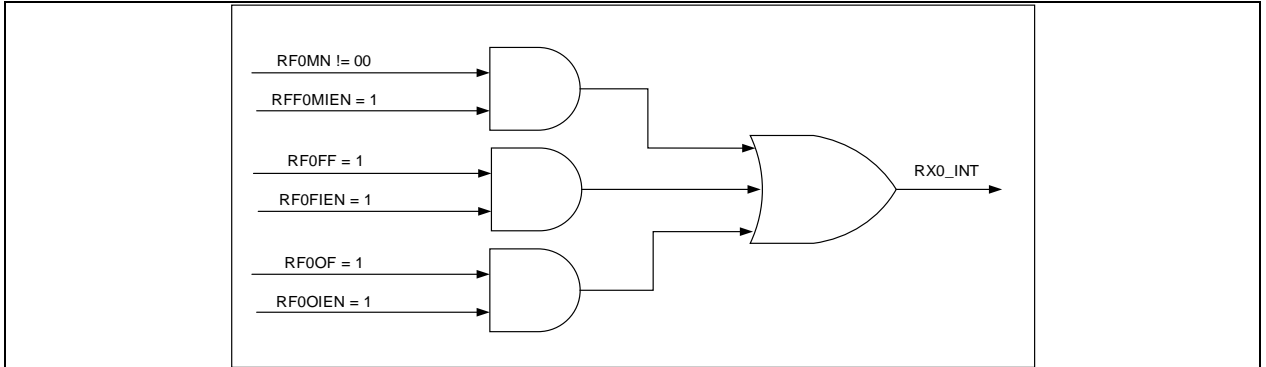 RF0MN != 00
RFF0MIEN = 1
RF0FF = 1
RF0FIEN = 1
RX0_INT
RF0OF = 1
RF0OIEN = 1